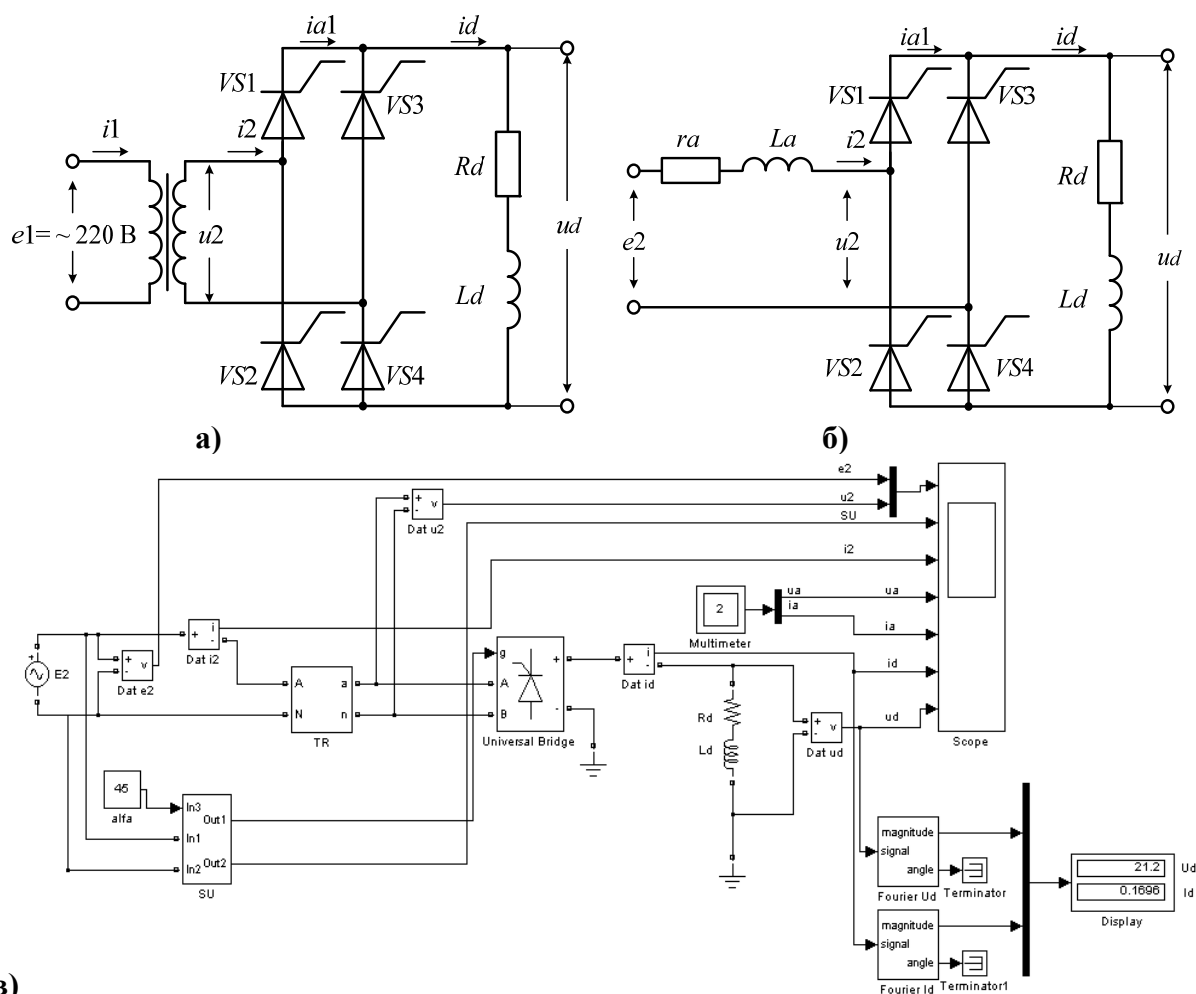 ia1
id
VS1
VS3
i1
i2
Rd
e1= ~ 220 В
u2
ud
Ld
VS2
VS4
а)
ia1
id
VS1
VS3
ra
La
i2
Rd
e2
u2
ud
Ld
VS2
VS4
б)
e2
u2
Dat u2
SU
i2
2
Multimeter
ua
ia
ua
ia
id
ud
Scope
E2
+
v
-
Dat e2
+
i
-
Dat i2
A
N
a
n
TR
g
A
B
+
-
Universal Bridge
+
i
-
Dat id
Rd
Ld
+
v
-
Dat ud
45
alfa
In3
In1
In2
Out1
Out2
SU
magnitude
signal
angle
Fourier Ud
Terminator
magnitude
signal
angle
Fourier Id
Terminator1
21.2
0.1696
Ud
Id
Display
в)